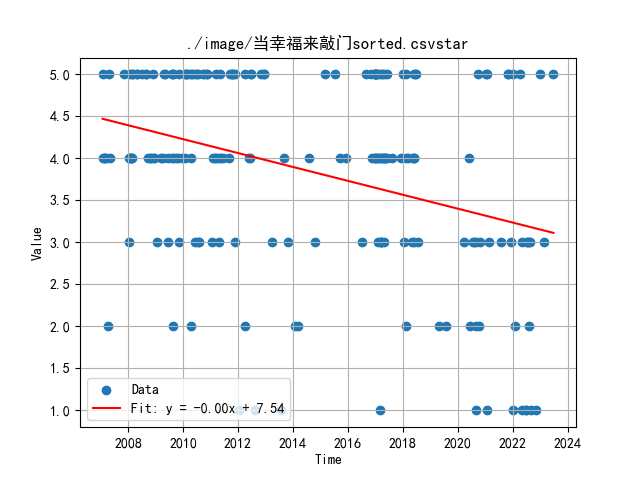 ./image/当幸福来敲门sorted.csvstar
Value
5.0
4.5
4.0
3.5
3.0
2.5
2.0
1.5
1.0
Data
Fit: y = -0.00x + 7.54
2008 2010 2012 2014 2016 2018 2020 2022 2024
Time